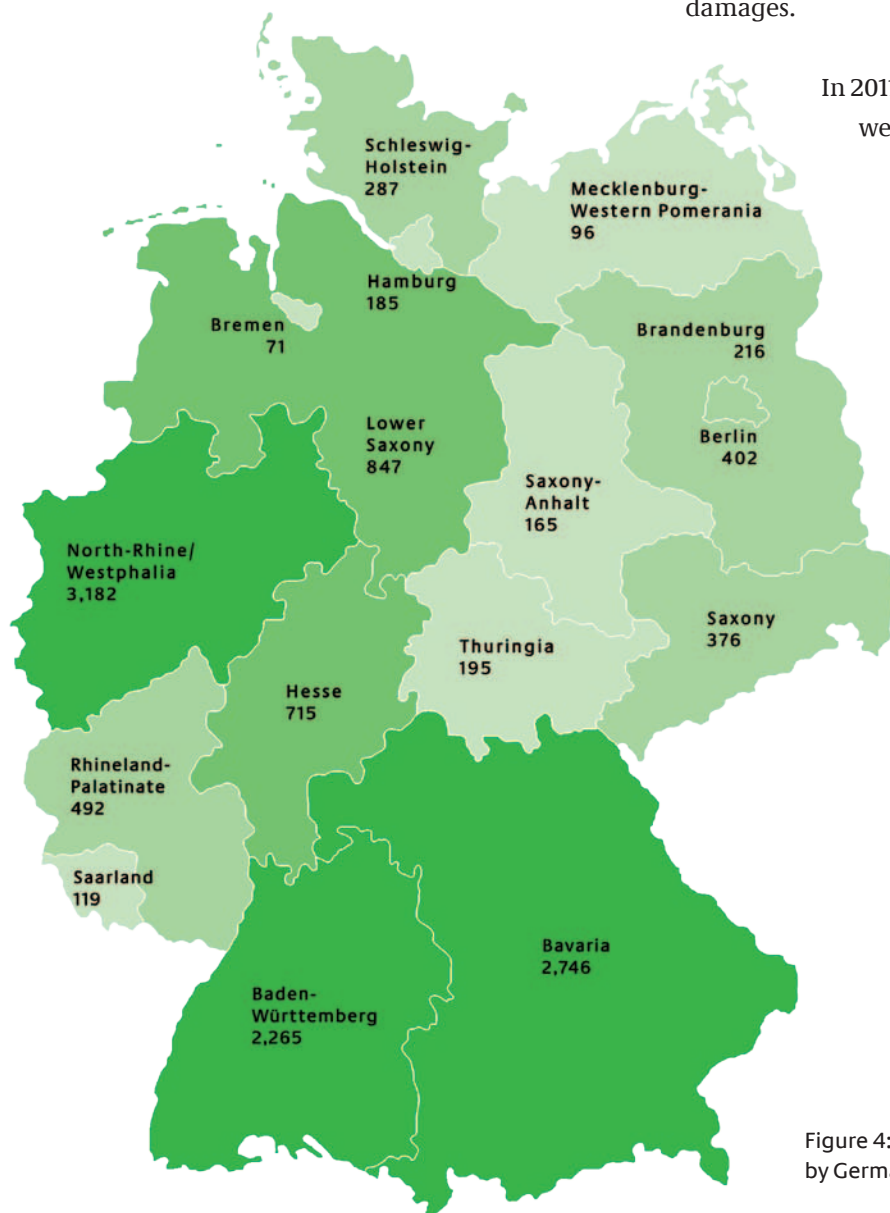 damages.
In 201
we
Schleswig-
Holstein
287
Mecklenburg-
Western Pomerania
96
Hamburg
185
Bremen
71
Brandenburg
216
Berlin
402
Lower
Saxony
847
Saxony-
Anhalt
165
North-Rhine/
Westphalia
3,182
Saxony
376
Thuringia
195
Hesse
715
Rhineland-
Palatinate
492
Saarland
119
Bavaria
2,746
Baden-
Württemberg
2,265
Figure 4:
by Germa